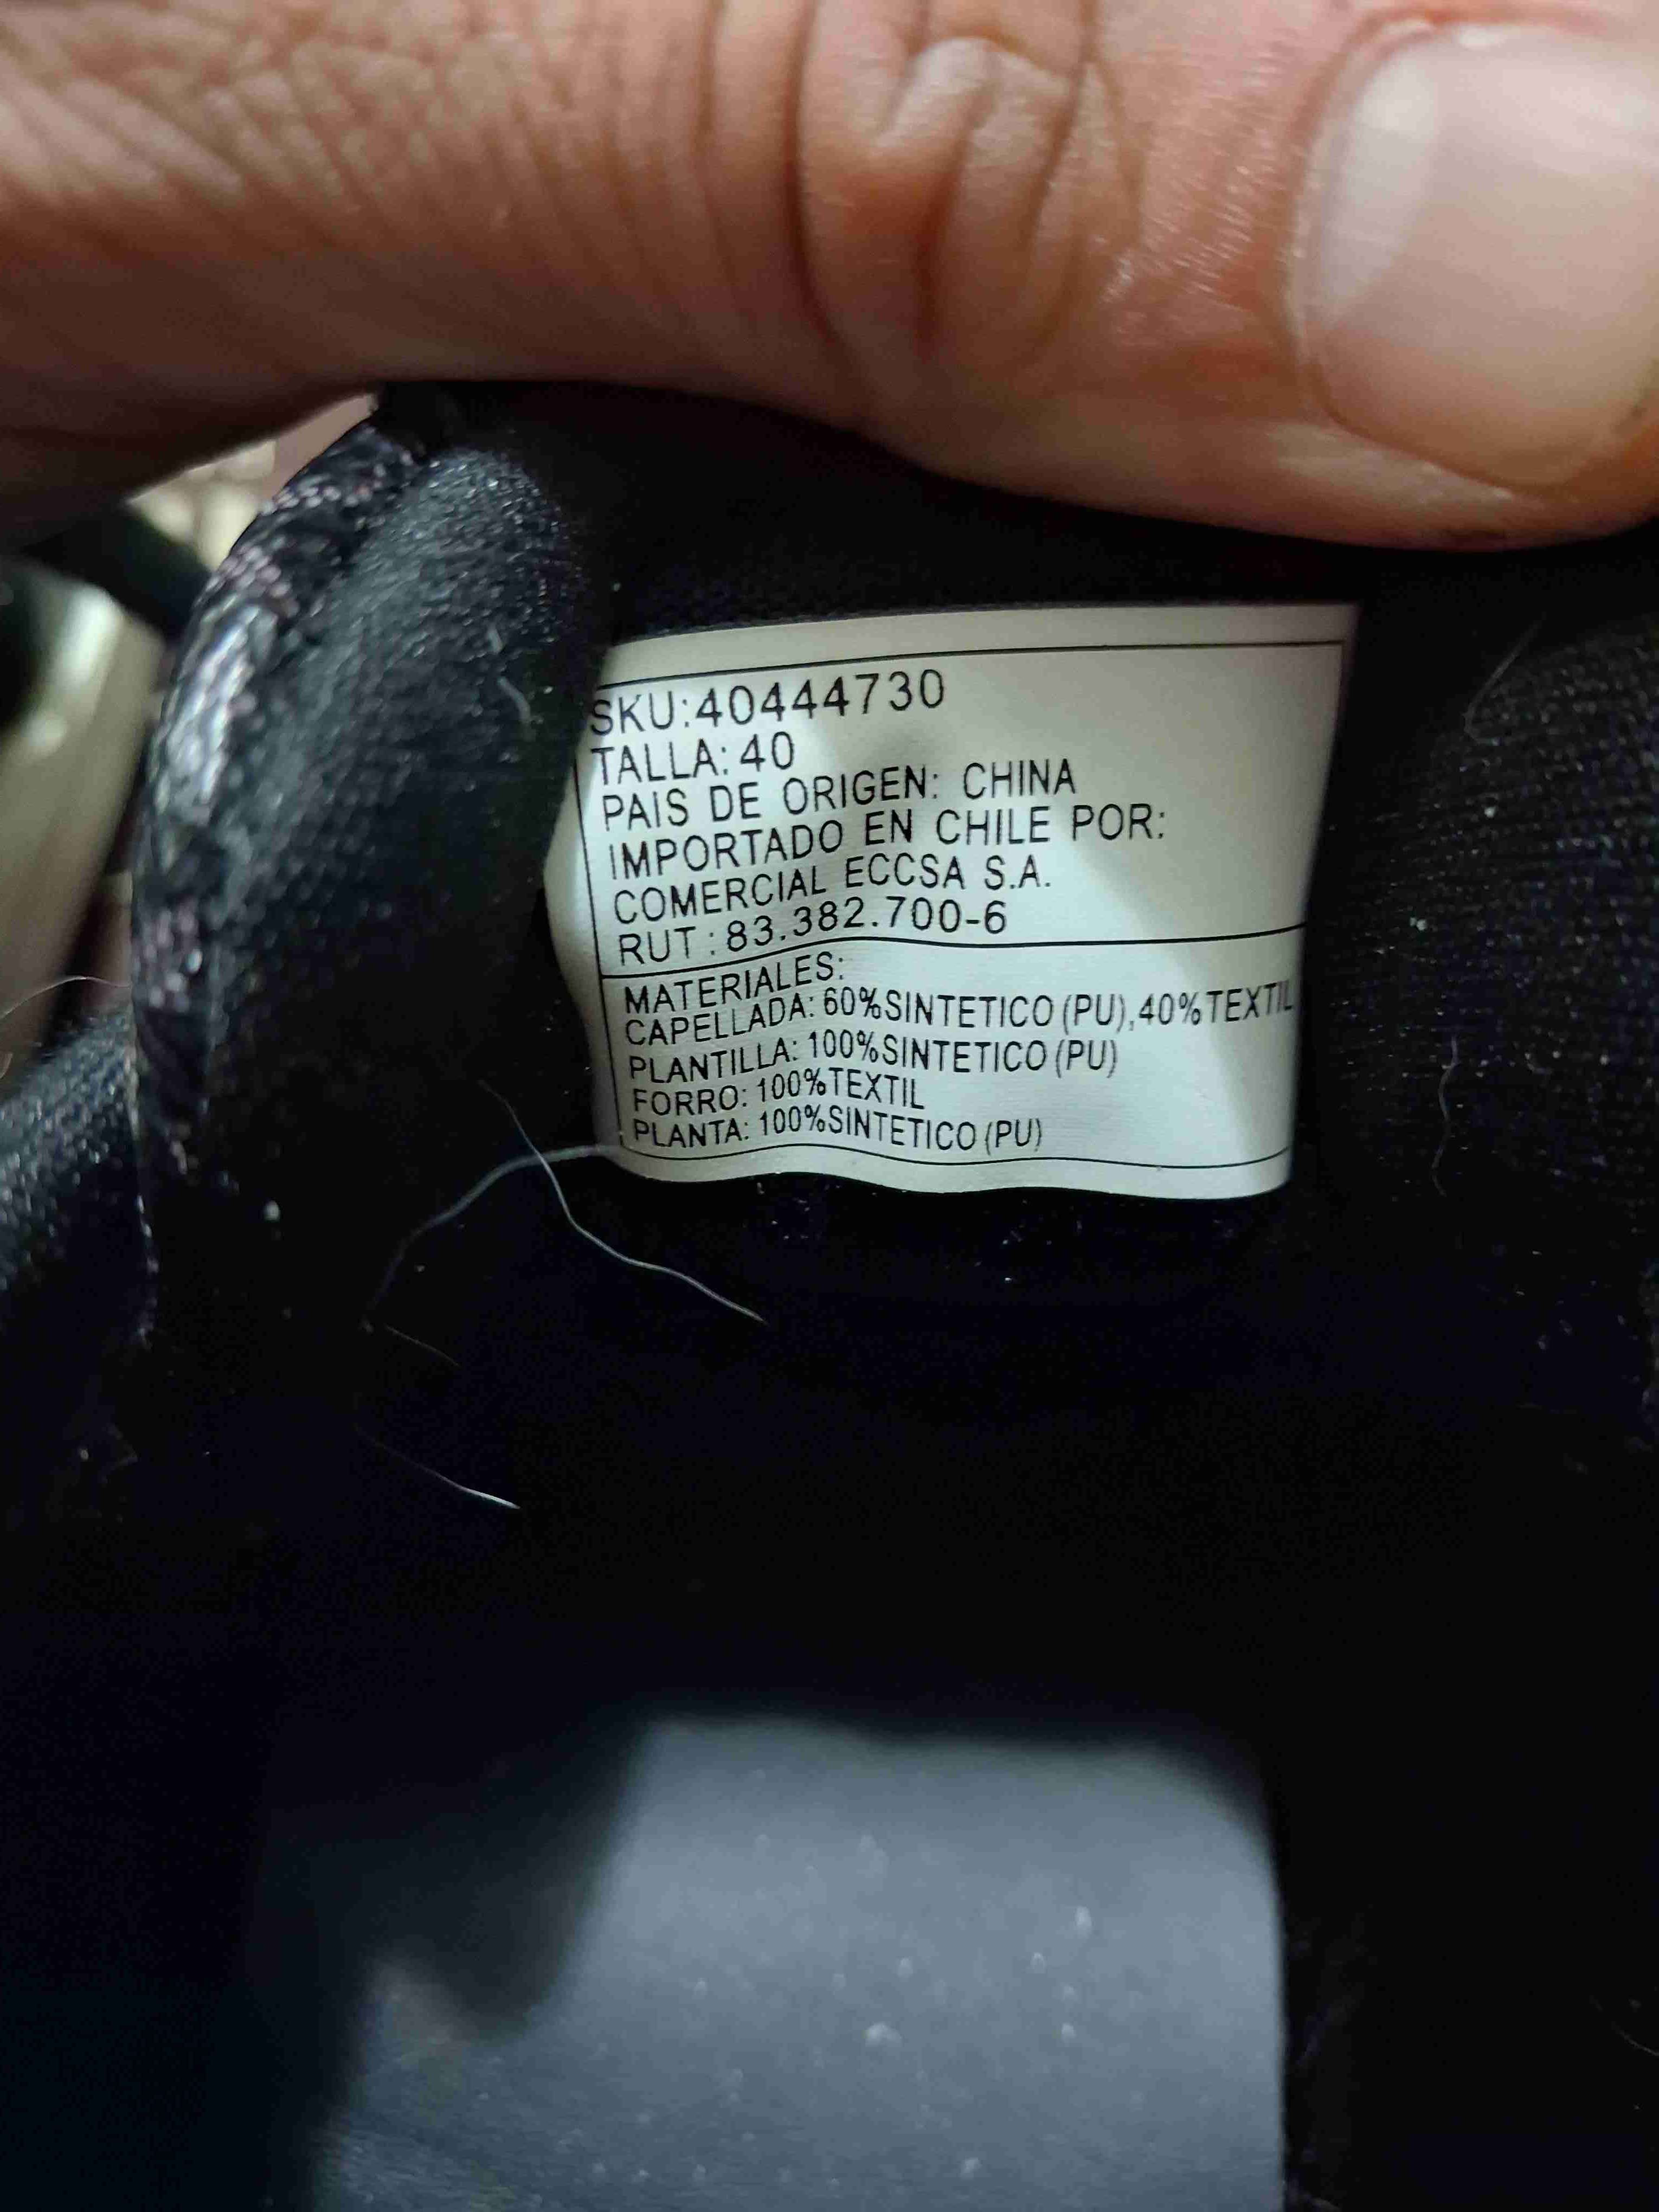 SKU:40444730
TALLA:40
PAIS DE ORIGEN: CHINA
IMPORTADO EN CHILE POR:
COMERCIAL ECCSA S.A.
RUT:83.382.700-6
MATERIALES:
CAPELLADA: 60%SINTETICO(PU),40%TEXTIL
PLANTILLA: 100%SINTETICO(PU)
FORRO: 100%TEXTIL
PLANTA: 100%SINTETICO(PU)